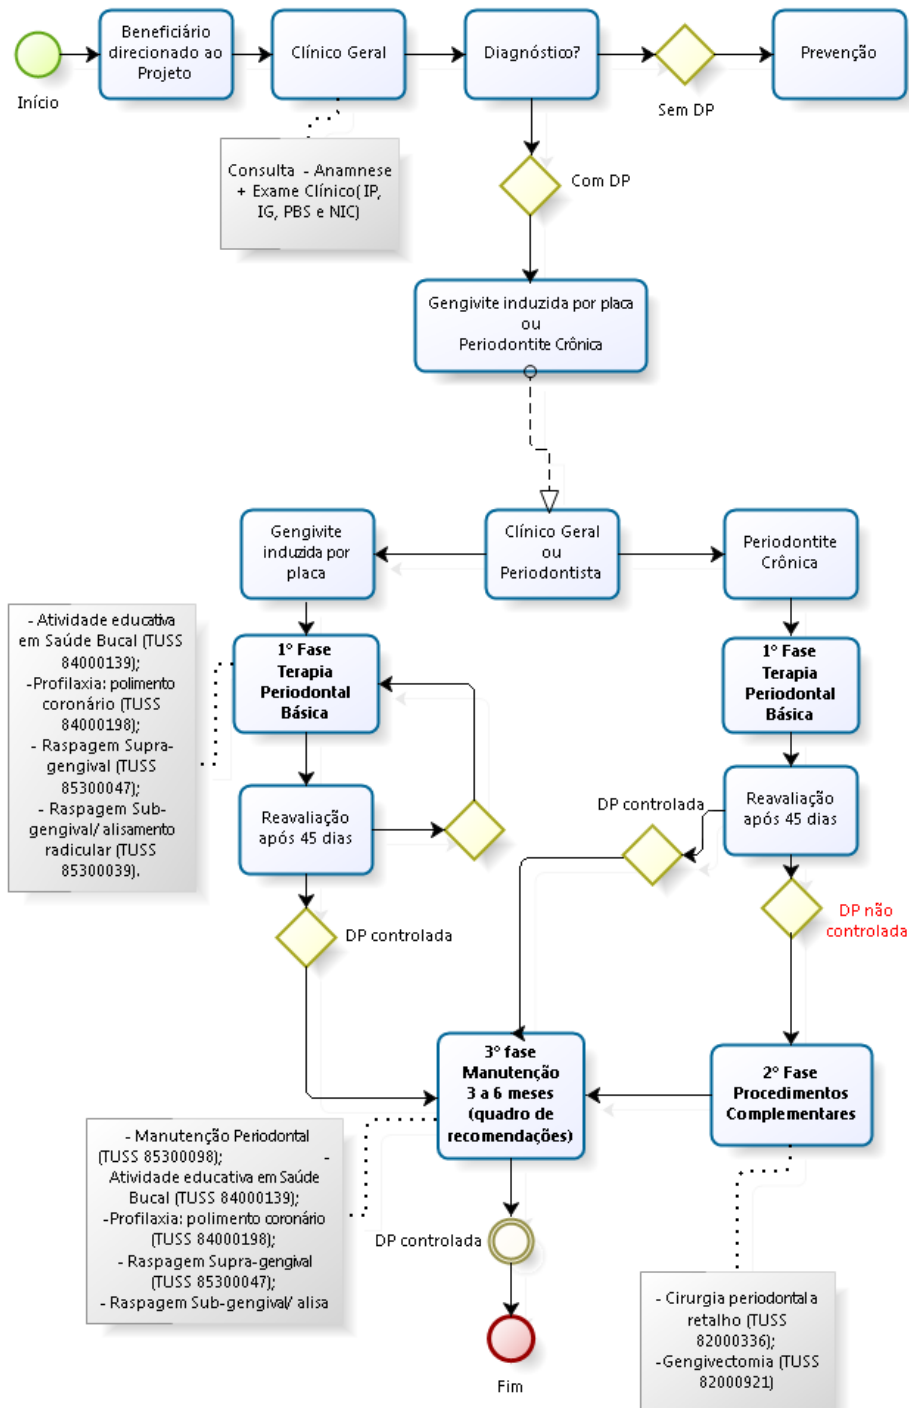 Beneficiário
direcionado ao
Projeto
Clínico Geral
Diagnóstico?
Prevenção
Início
Sem DP
Consulta - Anamnese
+ Exame Clínico( IP,
IG, PBS e NIC)
Com DP
Gengivite induzida por placa
ou
Periodontite Crônica
Gengivite
induzida por
placa
Clínico Geral
ou
Periodontista
Periodontite
Crônica
- Atividade educativa
em Saúde Bucal (TUSS
84000139);
-Profilaxia: polimento
coronário (TUSS
84000198);
- Raspagem Supra-
gengival (TUSS
85300047);
- Raspagem Sub-
gengival/ alisamento
radicular (TUSS
85300039).
1° Fase
Terapia
Periodontal
Básica
1° Fase
Terapia
Periodontal
Básica
Reavaliação
após 45 dias
DP controlada
Reavaliação
após 45 dias
DP controlada
DP não
controlada
3° fase
Manutenção
3 a 6 meses
(quadro de
recomendações)
2° Fase
Procedimentos
Complementares
- Manutenção Periodontal
(TUSS 85300098); -
Atividade educativa em Saúde
Bucal (TUSS 84000139);
-Profilaxia: polimento coronário
(TUSS 84000198);
- Raspagem Supra-gengival
(TUSS 85300047);
- Raspagem Sub-gengival/ alisa
DP controlada
- Cirurgia periodontal a
retalho (TUSS
82000336);
-Gengivectomia (TUSS
82000921)
Fim